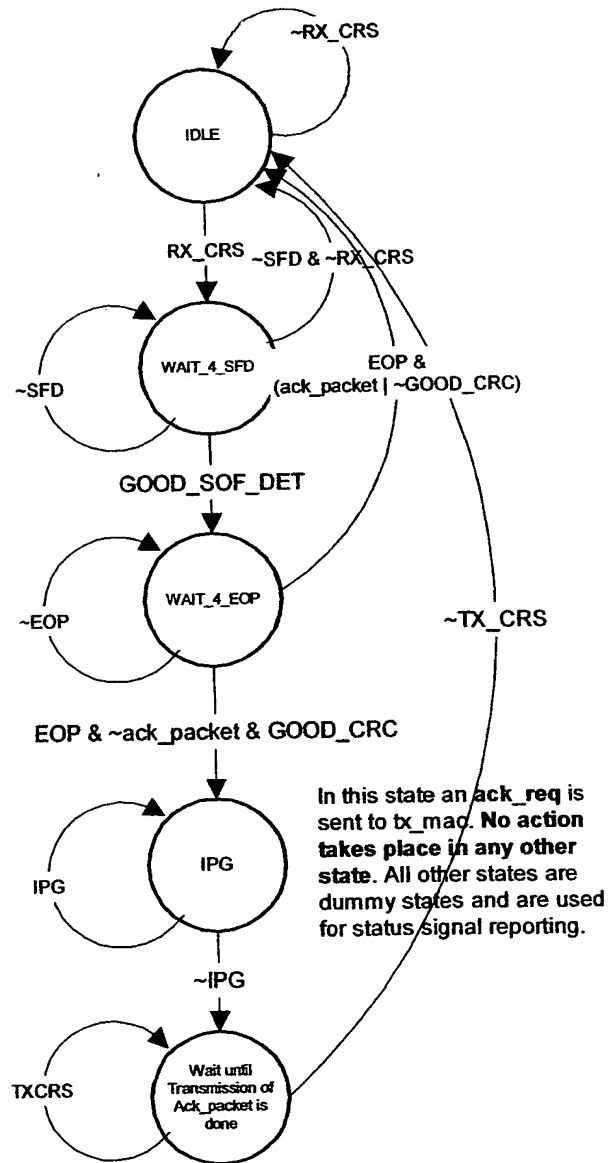 ~RX_CRS
IDLE
RX_CRS
~SFD & ~RX_CRS
WAIT_4_SFD
~SFD
EOP &
(ack_packet | ~GOOD_CRC)
GOOD_SOF_DET
WAIT_4_EOP
~EOP
~TX_CRS
EOP & ~ack_packet & GOOD_CRC
In this state an ack_req is
sent to tx_mac. No action
takes place in any other
state. All other states are
dummy states and are used
for status signal reporting.
IPG
IPG
~IPG
Wait until
Transmission of
Ack_packet is
done
TXCRS